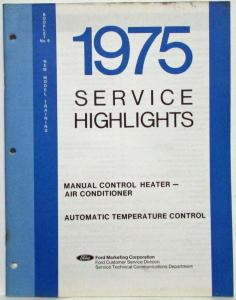 BOOKLET No. 8 NEW MODEL TRAINING
1975
SERVICE
HIGHLIGHTS
MANUAL CONTROL HEATER —
AIR CONDITIONER
AUTOMATIC TEMPERATURE CONTROL
Ford
Ford Marketing Corporation
Ford Customer Service Division
Service Technical Communications Department